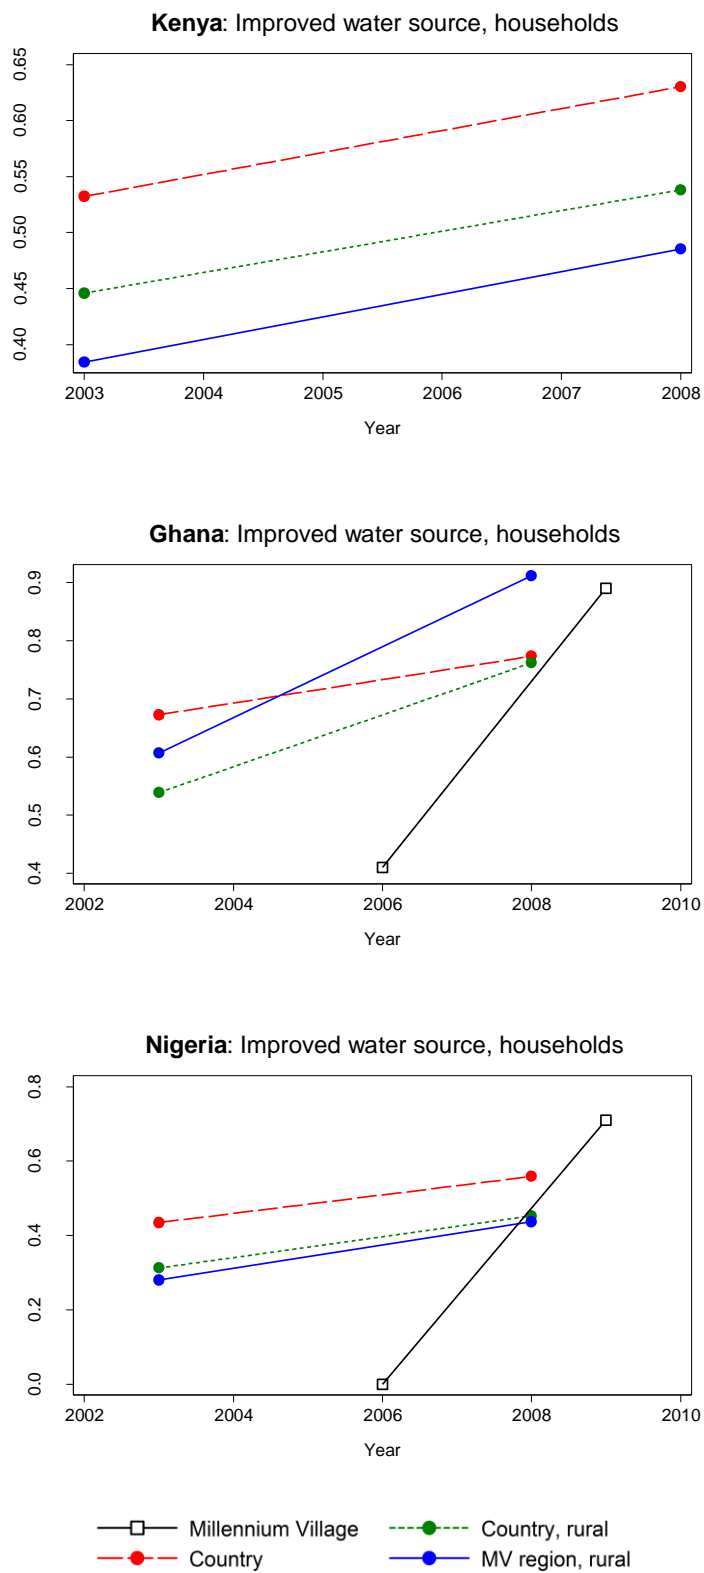 Kenya: Improved water source, households
0.65
0.60
0.55
0.50
0.45
0.40
2003 2004 2005 2006 2007 2008
Year
Ghana: Improved water source, households
0.9
0.8
0.7
0.6
0.5
0.4
2002 2004 2006 2008 2010
Year
Nigeria: Improved water source, households
0.8
0.6
0.4
0.2
0.0
2002 2004 2006 2008 2010
Year
Millennium Village Country, rural
Country MV region, rural